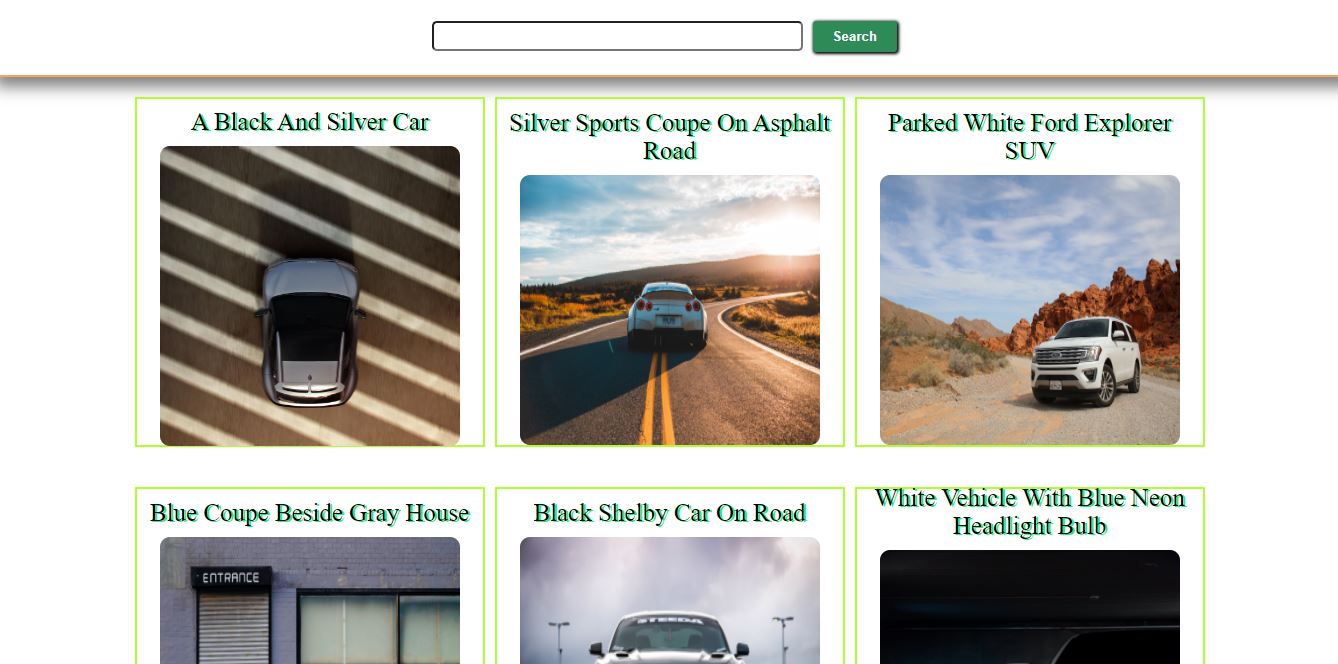 Search
A Black And Silver Car
Silver Sports Coupe On Asphalt
Road
Parked White Ford Explorer
SUV
Blue Coupe Beside Gray House
Black Shelby Car On Road
White Vehicle With Blue Neon
Headlight Bulb
ENTRANCE
STEEDA